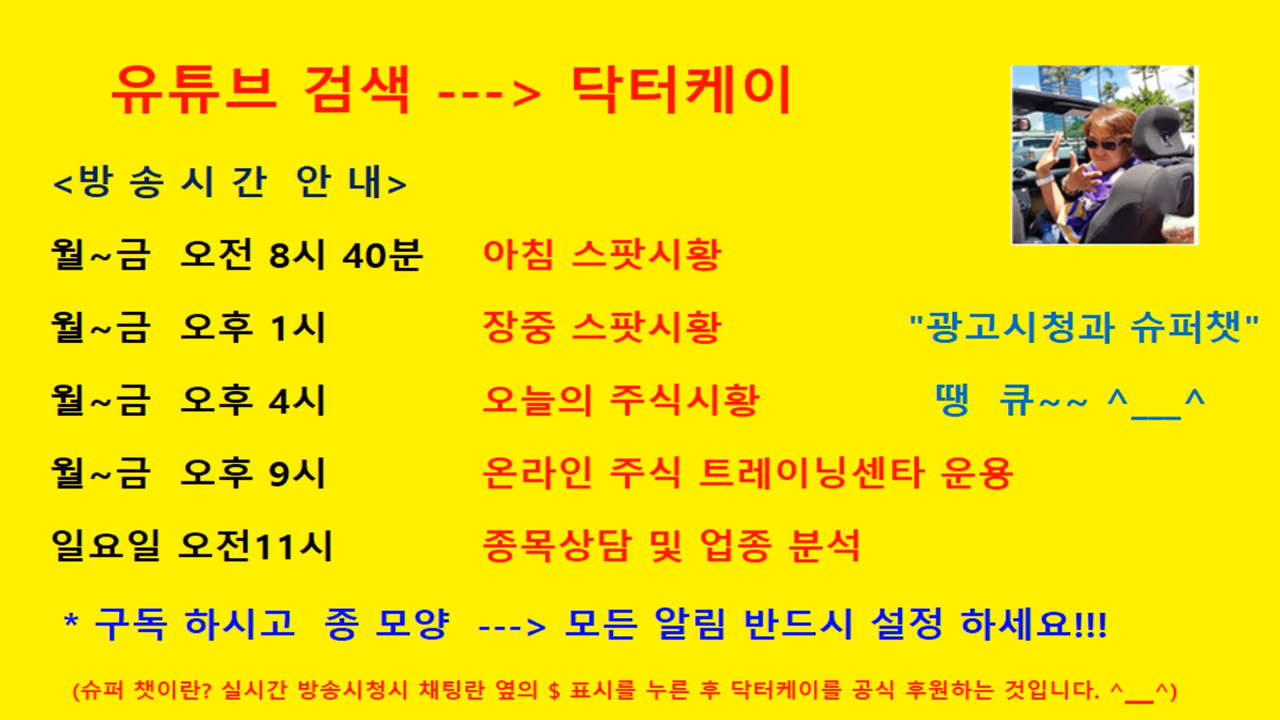 유튜브 검색 ---> 닥터케이
<방 송 시 간 안 내>
월~금 오전 8시 40분 아침 스팟시황
월~금 오후 1시 장중 스팟시황 "광고시청과 슈퍼챗"
월~금 오후 4시 오늘의 주식시황 땡 큐~~ ^___^
월~금 오후 9시 온라인 주식 트레이닝센타 운용
일요일 오전11시 종목상담 및 업종 분석
* 구독 하시고 종 모양 ---> 모든 알림 반드시 설정 하세요!!!
(슈퍼 챗이란? 실시간 방송시청시 채팅란 옆의 $ 표시를 누른 후 닥터케이를 공식 후원하는 것입니다. ^__^)